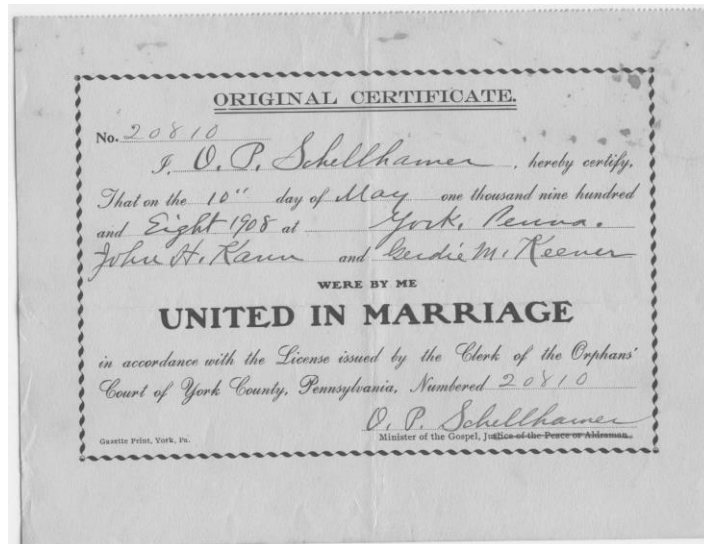 ORIGINAL CERTIFICATE.
No. 20810
I, O. P. Schellhamer, hereby certify,
That on the 10" day of May one thousand nine hundred
and Eight 1908 at York, Penna.
John H. Kann and Gerdie M. Keener
WERE BY ME
UNITED IN MARRIAGE
in accordance with the License issued by the Clerk of the Orphans'
Court of York County, Pennsylvania, Numbered 20810
O. P. Schellhamer
Gazette Print, York, Pa.
Minister of the Gospel, Justice of the Peace or Alderman.